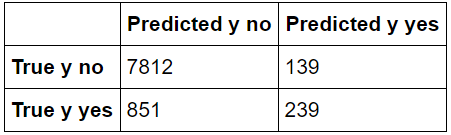 Predicted y no Predicted y yes
True y no 7812 139
True y yes 851 239